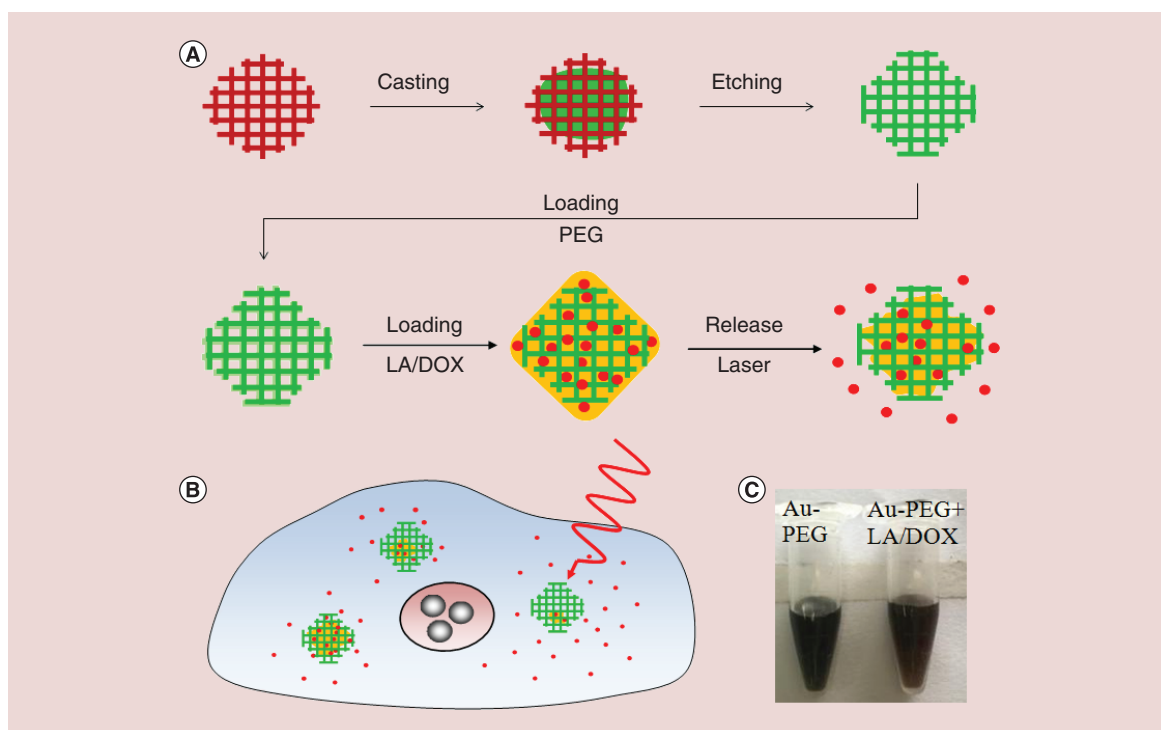 A
Casting
Etching
Loading
PEG
Loading
LA/DOX
Release
Laser
B
C
Au-
PEG
Au-PEG+
LA/DOX